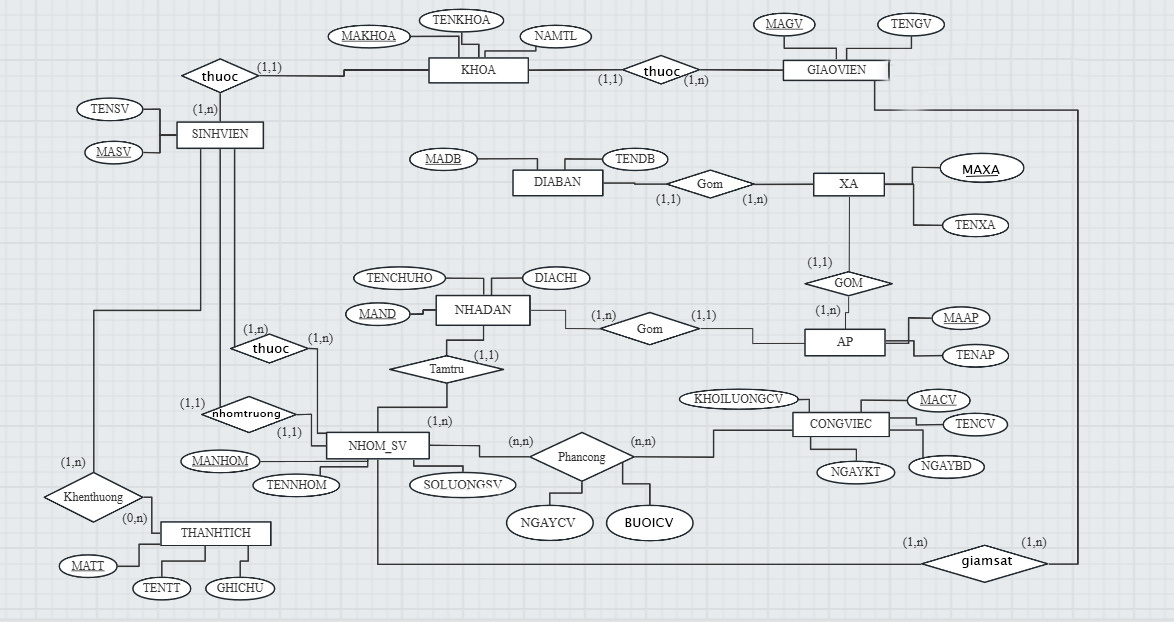 TENKHOA
MAKHOA
NAMTL
MAGV
TENGV
thuoc
(1,1)
KHOA
(1,1)
thuoc
(1,n)
GIAOVIEN
TENSV
(1,n)
SINHVIEN
MASV
MADB
TENDB
DIABAN
(1,1)
Gom
(1,n)
XA
MAXA
TENXA
(1,1)
GOM
(1,n)
TENCHUHO
DIACHI
MAND
NHADAN
(1,n)
Gom
(1,1)
AP
MAAP
TENAP
(1,n)
thuoc
(1,n)
Tamtru
(1,1)
(1,n)
(1,1)
nhomtruong
(1,1)
NHOM_SV
MANHOM
TENNHOM
SOLUONGSV
(n,n)
Phancong
(n,n)
NGAYCV
BUOICV
KHOILUONGCV
MACV
CONGVIEC
TENCV
NGAYKT
NGAYBD
(1,n)
Khenthuong
(0,n)
THANHTICH
MATT
TENTT
GHICHU
(1,n)
giamsat
(1,n)